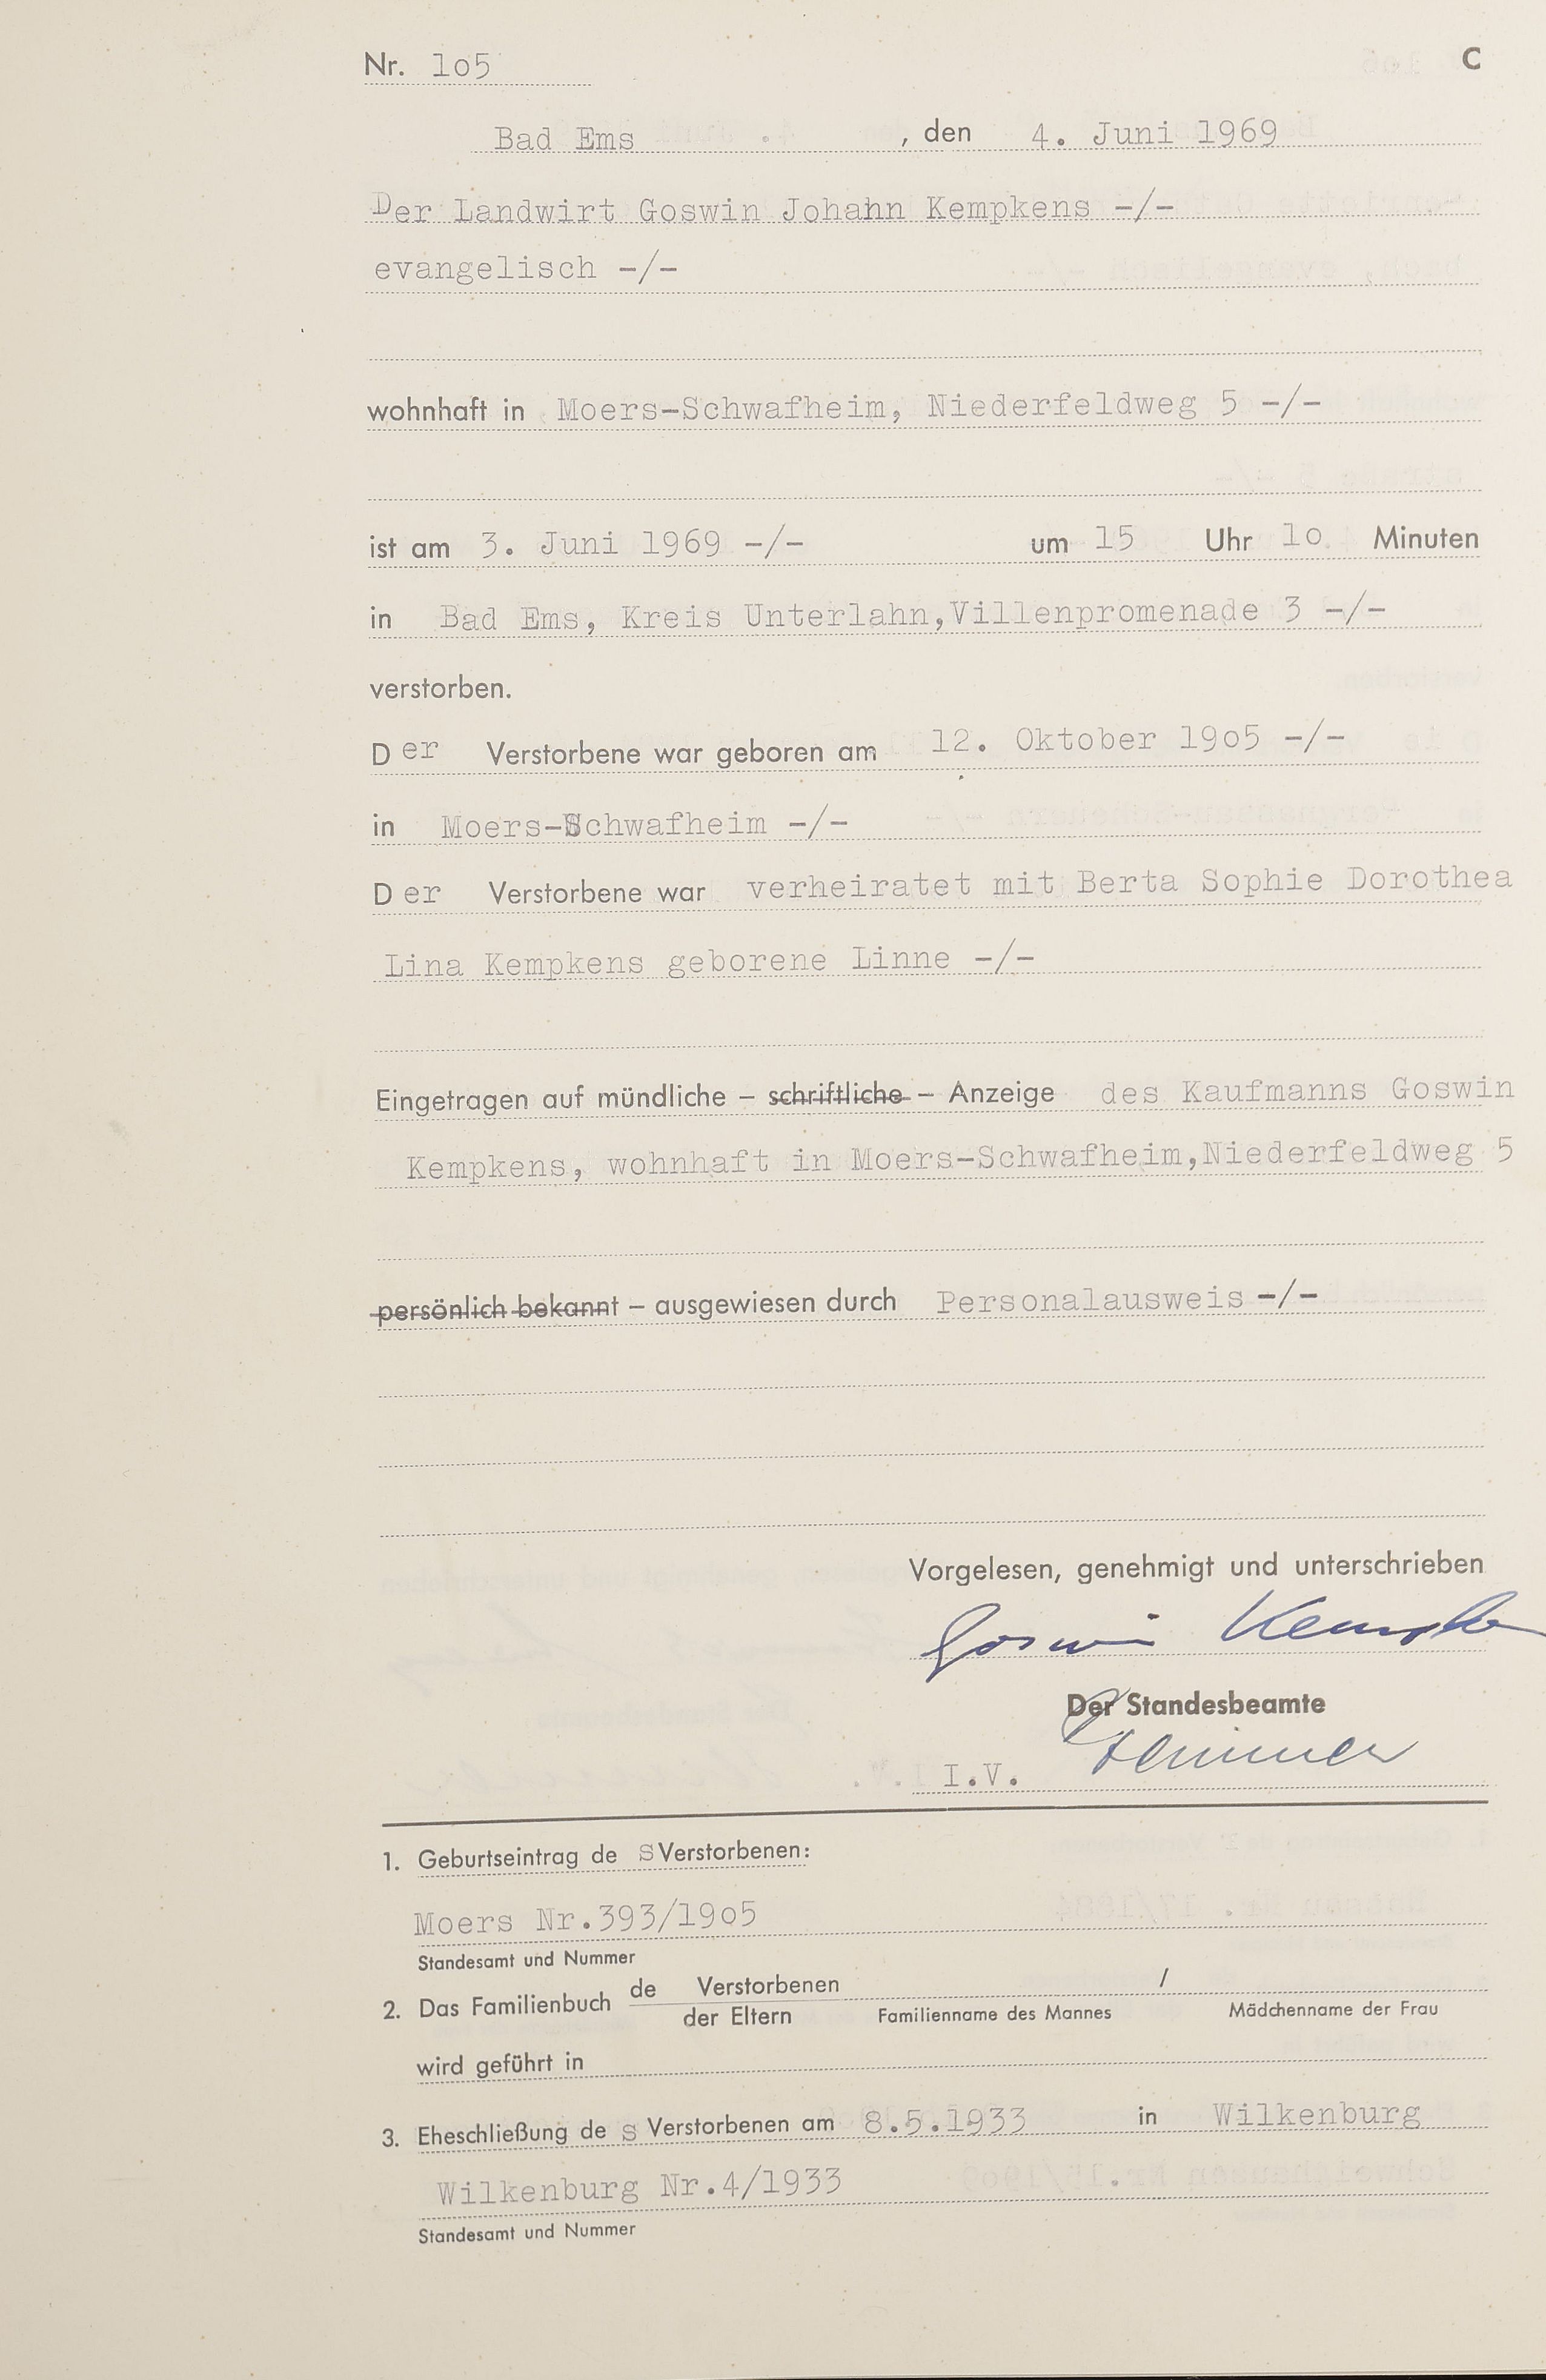 Nr. 1o5
C
Bad Ems , den 4. Juni 1969
Der Landwirt Goswin Johann Kempkens -/-
evangelisch -/-
wohnhaft in Moers-Schwafheim, Niederfeldweg 5 -/-
ist am 3. Juni 1969 -/- um 15 Uhr 1o Minuten
in Bad Ems, Kreis Unterlahn,Villenpromenade 3 -/-
verstorben.
Der Verstorbene war geboren am 12. Oktober 19o5 -/-
in Moers-Schwafheim -/-
Der Verstorbene war verheiratet mit Berta Sophie Dorothea
Lina Kempkens geborene Linne -/-
Eingetragen auf mündliche – schriftliche – Anzeige des Kaufmanns Goswin
Kempkens, wohnhaft in Moers-Schwafheim,Niederfeldweg 5
persönlich bekannt – ausgewiesen durch Personalausweis -/-
Vorgelesen, genehmigt und unterschrieben
Goswin Kempkens
Der Standesbeamte
I.V.
1. Geburtseintrag des Verstorbenen:
Moers Nr.393/19o5
Standesamt und Nummer
2. Das Familienbuch de Verstorbenen /
der Eltern Familienname des Mannes Mädchenname der Frau
wird geführt in
3. Eheschließung des Verstorbenen am 8.5.1933 in Wilkenburg
Wilkenburg Nr.4/1933
Standesamt und Nummer